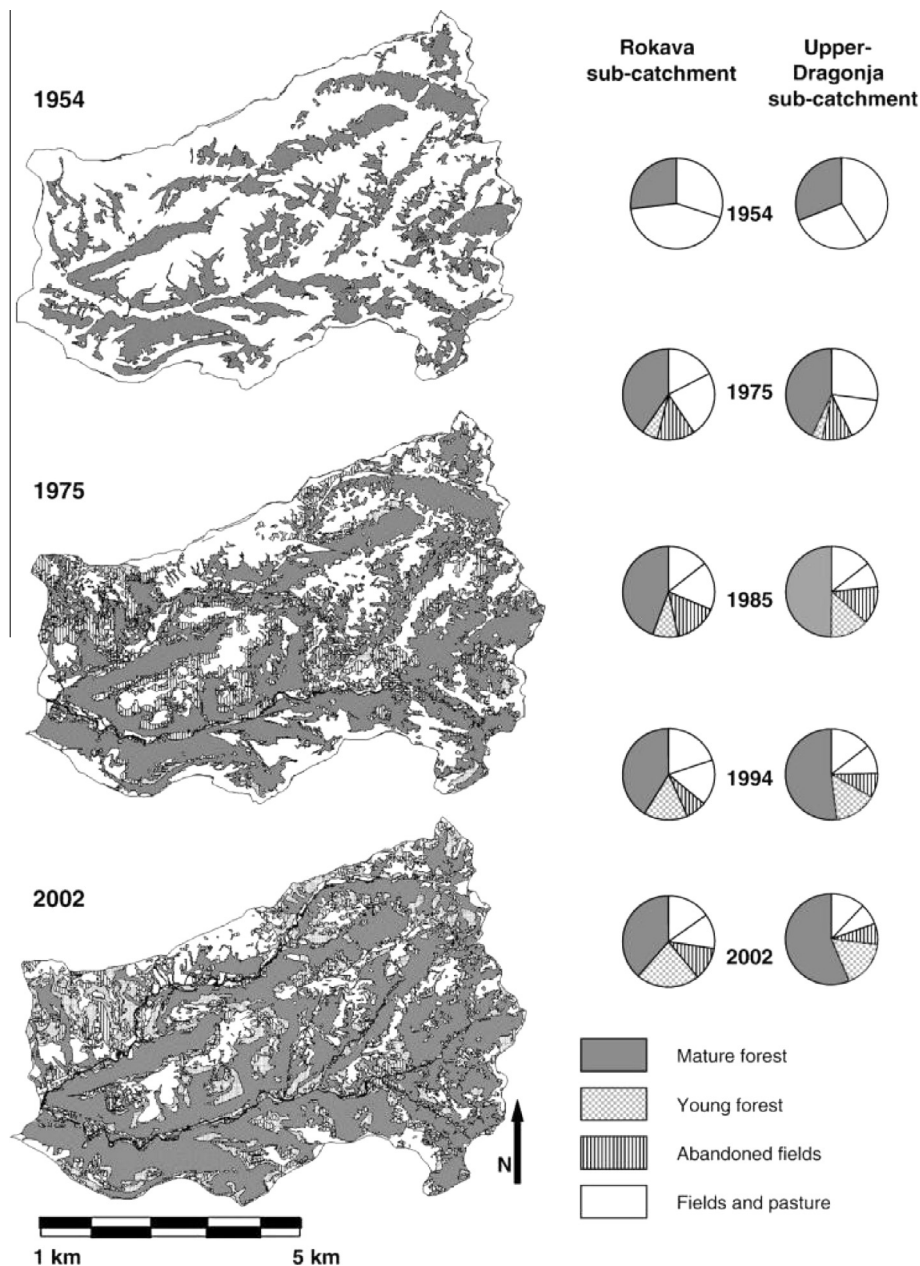 1954
1975
2002
N
1 km
5 km
Rokava
sub-catchment
Upper-
Dragonja
sub-catchment
1954
1975
1985
1994
2002
Mature forest
Young forest
Abandoned fields
Fields and pasture